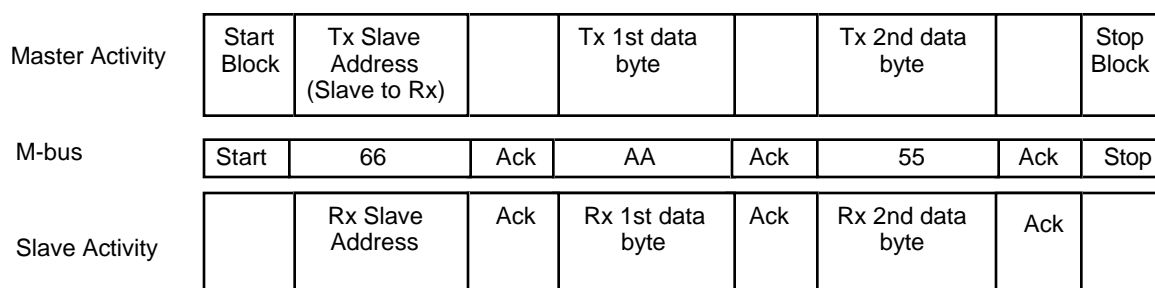 Master Activity
Start Block
Tx Slave Address (Slave to Rx)
Tx 1st data byte
Tx 2nd data byte
Stop Block
M-bus
Start
66
Ack
AA
Ack
55
Ack
Stop
Slave Activity
Rx Slave Address
Ack
Rx 1st data byte
Ack
Rx 2nd data byte
Ack